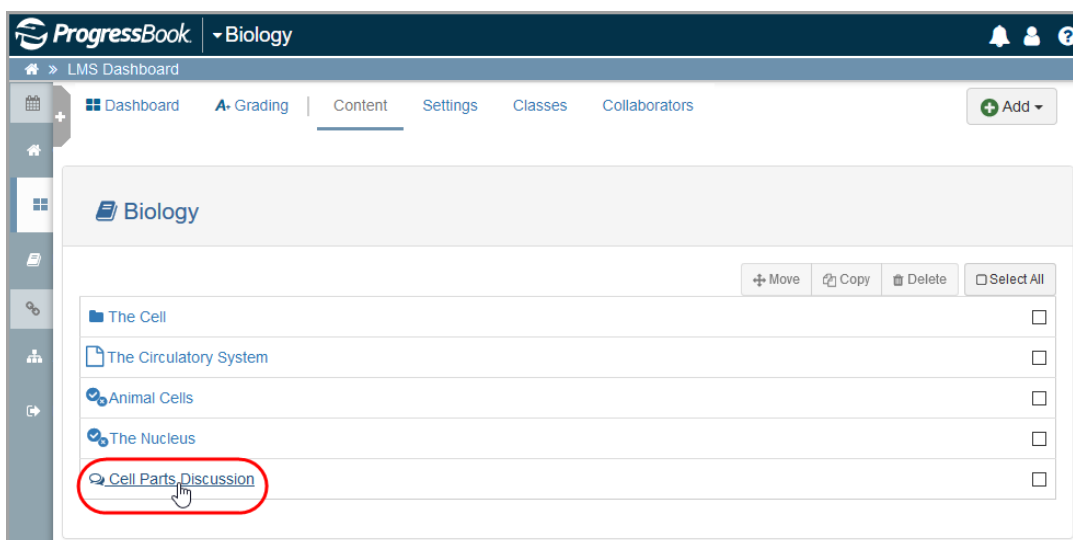 ProgressBook. Biology
» LMS Dashboard
Dashboard A+ Grading | Content Settings Classes Collaborators Add
Biology
Move Copy Delete Select All
The Cell
The Circulatory System
Animal Cells
The Nucleus
Cell Parts Discussion